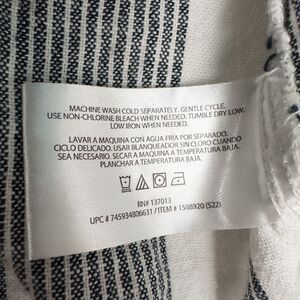 MACHINE WASH COLD SEPARATELY. GENTLE CYCLE.
USE NON-CHLORINE BLEACH WHEN NEEDED. TUMBLE DRY LOW.
LOW IRON WHEN NEEDED.
LAVAR A MAQUINA CON AGUA FRÍA POR SEPARADO.
CICLO DELICADO. USAR BLANQUEADOR SIN CLORO CUANDO
SEA NECESARIO. SECAR A MAQUINA A TEMPERATURA BAJA.
PLANCHAR A TEMPERATURA BAJA.
RN# 137013
UPC # 745934806631 / ITEM # 1588920 (S22)